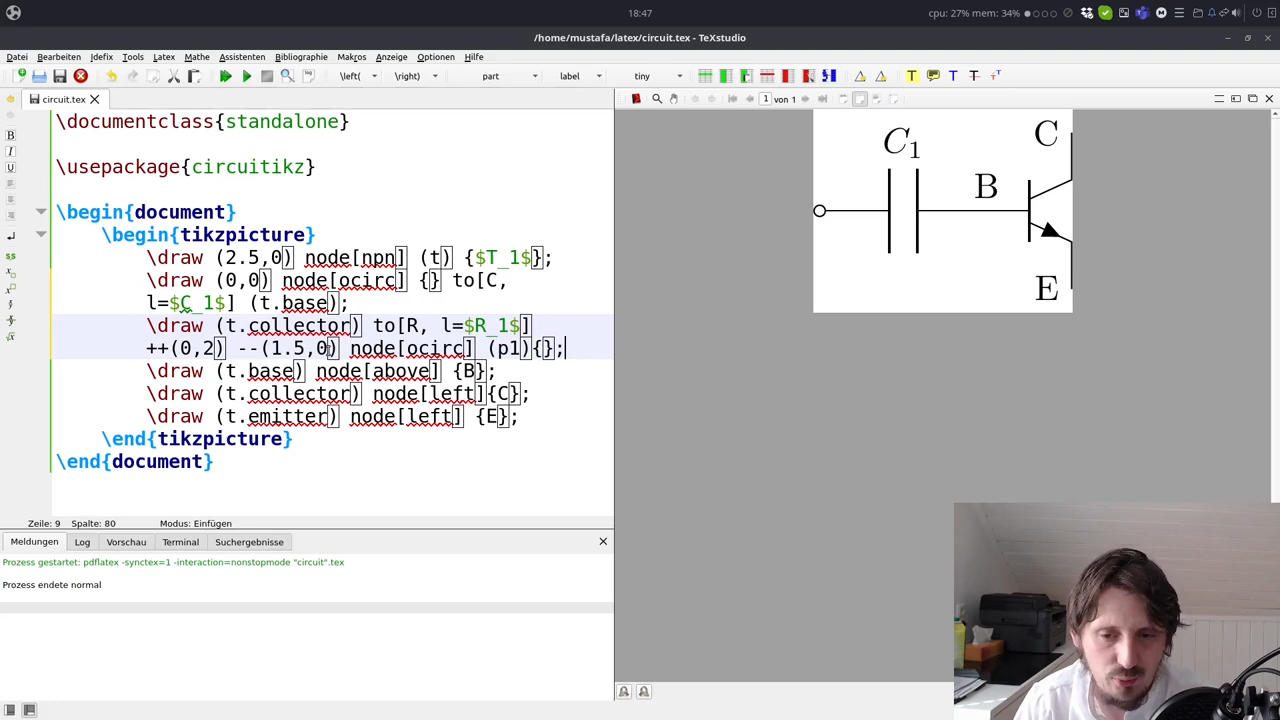 18:47
cpu: 27% mem: 34%
/home/mustafa/latex/circuit.tex - TeXstudio
Datei Bearbeiten Idefix Tools Latex Mathe Assistenten Bibliographie Makros Anzeige Optionen Hilfe
\left( \right) part label tiny
circuit.tex
1 von 1
\documentclass{standalone}
\usepackage{circuitikz}
\begin{document}
\begin{tikzpicture}
\draw (2.5,0) node[npn] (t) {$T_1$};
\draw (0,0) node[ocirc] {} to[C,
l=$C_1$] (t.base);
\draw (t.collector) to[R, l=$R_1$]
++(0,2) --(1.5,0) node[ocirc] (p1){};
\draw (t.base) node[above] {B};
\draw (t.collector) node[left]{C};
\draw (t.emitter) node[left] {E};
\end{tikzpicture}
\end{document}
C1
B
C
E
Zeile: 9 Spalte: 80 Modus: Einfügen
Meldungen Log Vorschau Terminal Suchergebnisse
Prozess gestartet: pdflatex -synctex=1 -interaction=nonstopmode "circuit".tex
Prozess endete normal